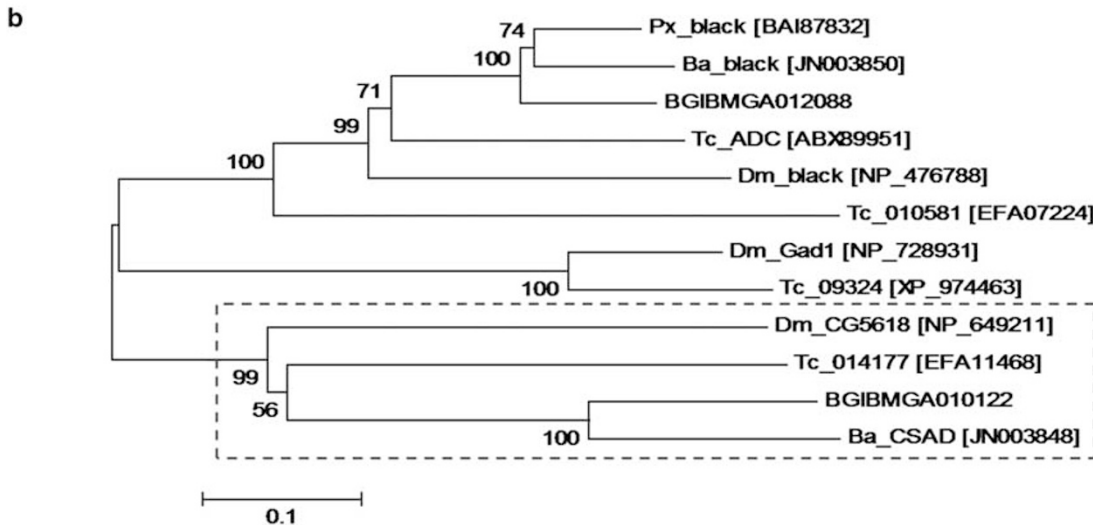 b
74
Px_black [BAI87832]
100
Ba_black [JN003850]
71
BGIBMGA012088
99
Tc_ADC [ABX89951]
100
Dm_black [NP_476788]
Tc_010581 [EFA07224]
Dm_Gad1 [NP_728931]
100
Tc_09324 [XP_974463]
Dm_CG5618 [NP_649211]
99
Tc_014177 [EFA11468]
56
BGIBMGA010122
100
Ba_CSAD [JN003848]
0.1